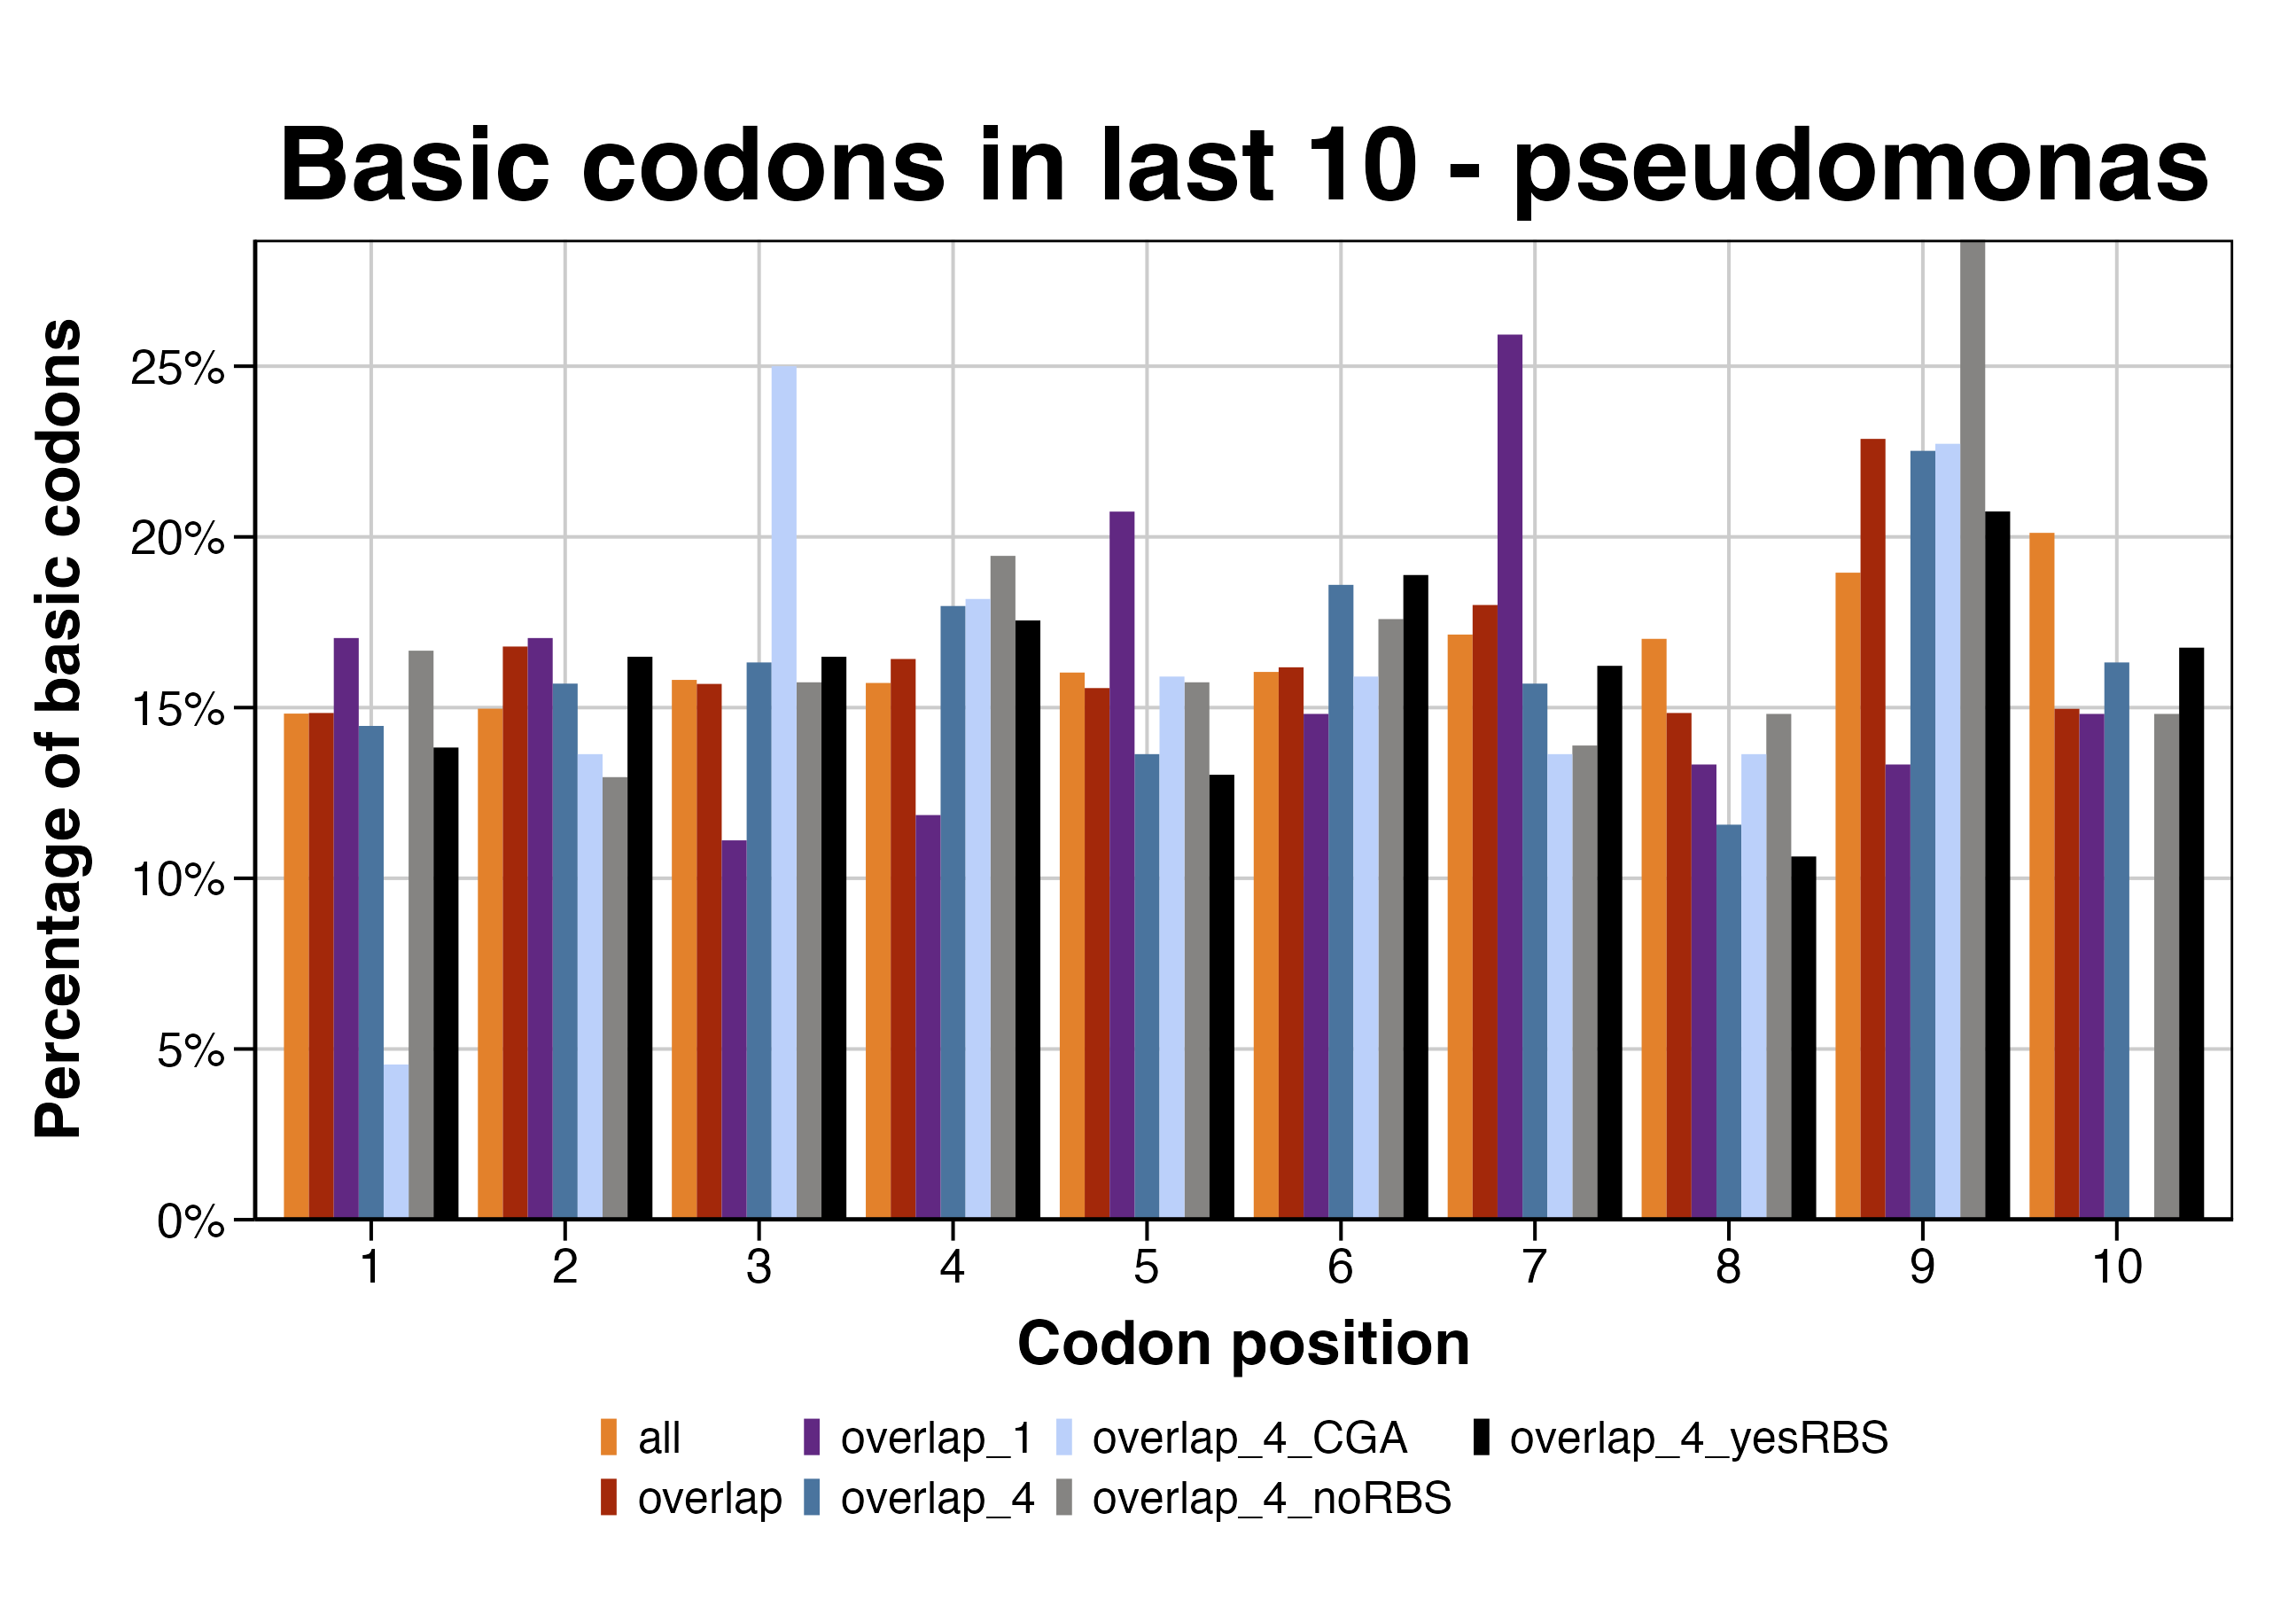 Basic codons in last 10 - pseudomonas
Percentage of basic codons
25%
20%
15%
10%
5%
0%
1 2 3 4 5 6 7 8 9 10
Codon position
all overlap_1 overlap_4_CGA overlap_4_yesRBS
overlap overlap_4 overlap_4_noRBS